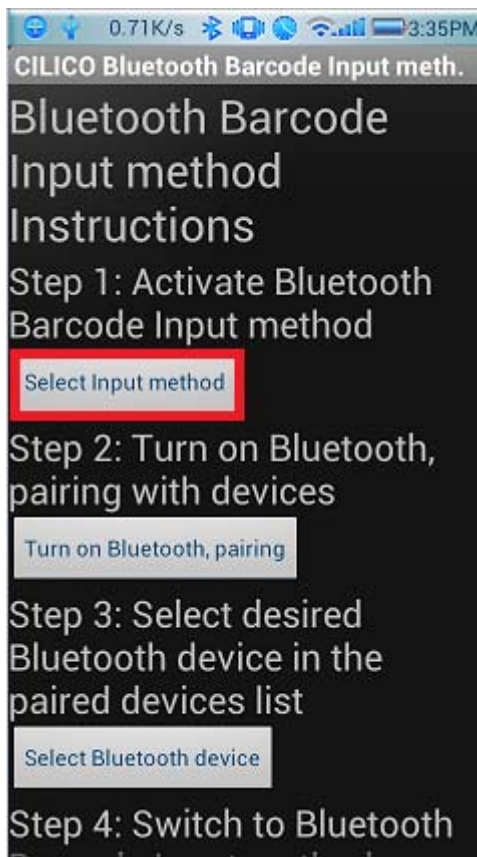 0.71K/s 3:35PM
CILICO Bluetooth Barcode Input meth.
Bluetooth Barcode
Input method
Instructions
Step 1: Activate Bluetooth
Barcode Input method
Select Input method
Step 2: Turn on Bluetooth,
pairing with devices
Turn on Bluetooth, pairing
Step 3: Select desired
Bluetooth device in the
paired devices list
Select Bluetooth device
Step 4: Switch to Bluetooth